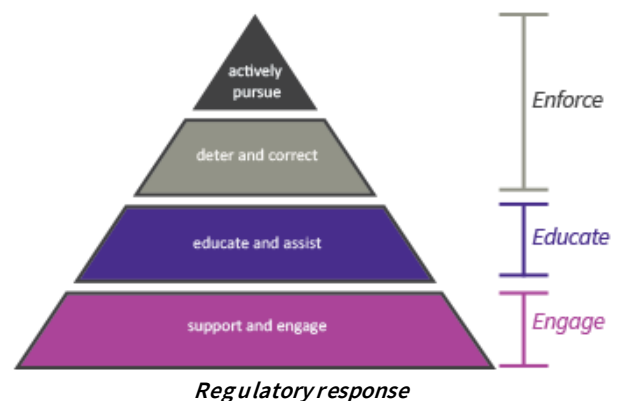 actively
pursue
Enforce
deter and correct
educate and assist
Educate
support and engage
Engage
Regulatory response